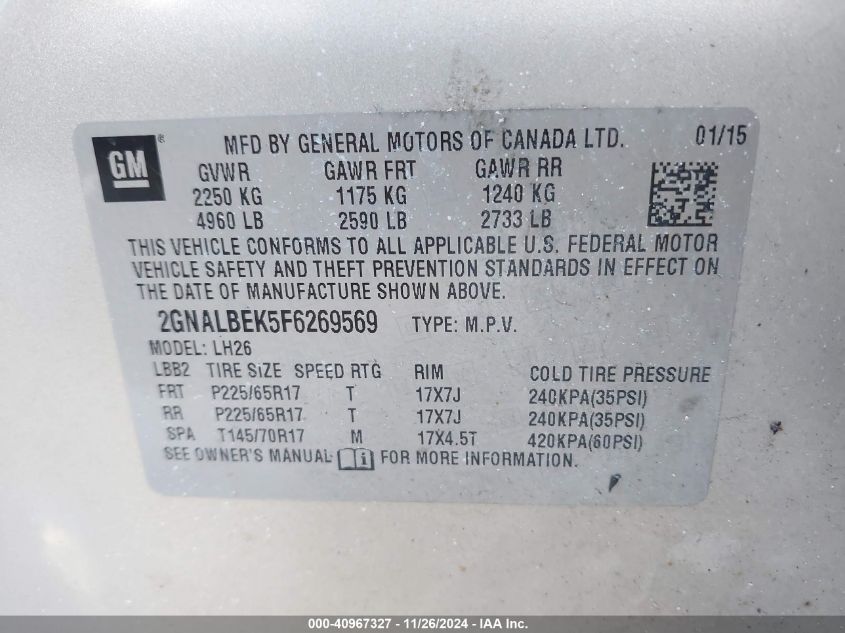 GM ® MFD BY GENERAL MOTORS OF CANADA LTD. 01/15
GVWR GAWR FRT GAWR RR
2250 KG 1175 KG 1240 KG
4960 LB 2590 LB 2733 LB
THIS VEHICLE CONFORMS TO ALL APPLICABLE U.S. FEDERAL MOTOR
VEHICLE SAFETY AND THEFT PREVENTION STANDARDS IN EFFECT ON
THE DATE OF MANUFACTURE SHOWN ABOVE.
2GNALBEK5F6269569 TYPE: M.P.V.
MODEL: LH26
LBB2 TIRE SIZE SPEED RTG RIM COLD TIRE PRESSURE
FRT P225/65R17 T 17X7J 240KPA(35PSI)
RR P225/65R17 T 17X7J 240KPA(35PSI)
SPA T145/70R17 M 17X4.5T 420KPA(60PSI)
SEE OWNER'S MANUAL i FOR MORE INFORMATION.
000-40967327 - 11/26/2024 - IAA Inc.